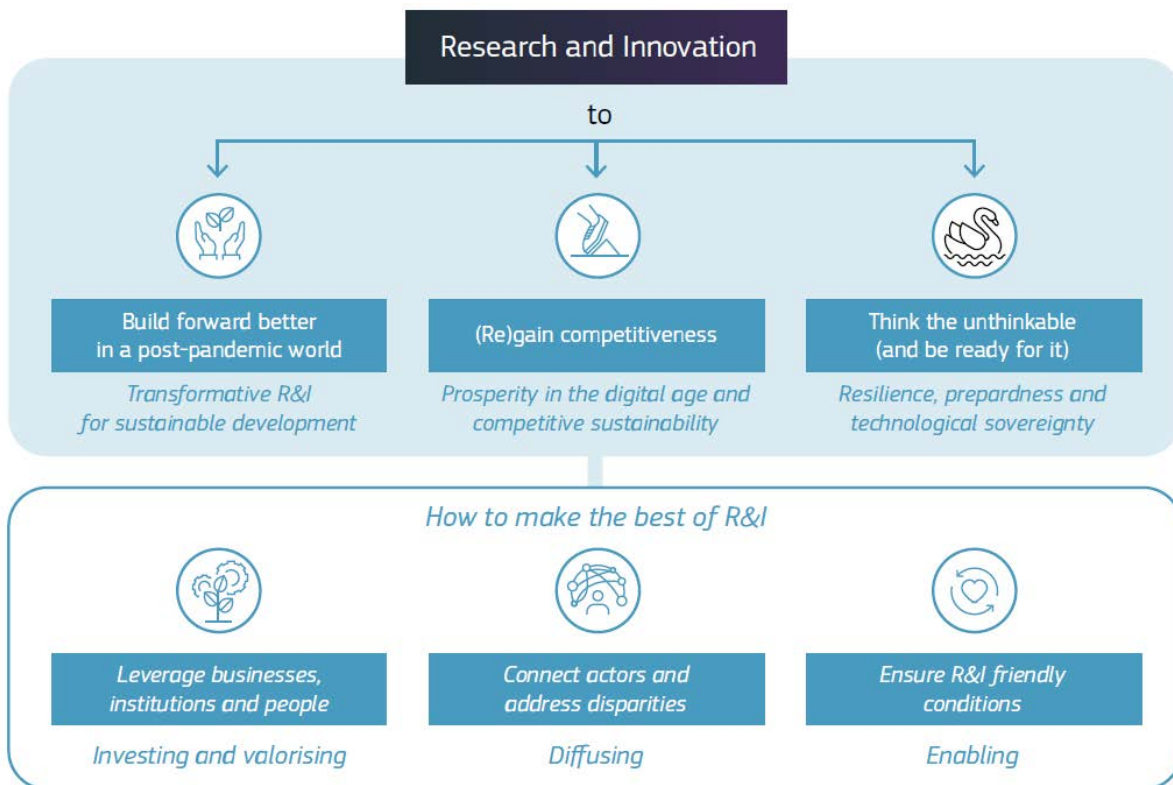 Research and Innovation
to
Build forward better
in a post-pandemic world
Transformative R&I
for sustainable development
(Re)gain competitiveness
Prosperity in the digital age and
competitive sustainability
Think the unthinkable
(and be ready for it)
Resilience, prepardness and
technological sovereignty
How to make the best of R&I
Leverage businesses,
institutions and people
Investing and valorising
Connect actors and
address disparities
Diffusing
Ensure R&I friendly
conditions
Enabling